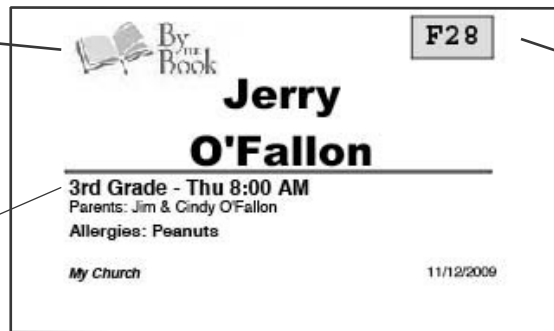 By
THE
Book
F28
Jerry
O'Fallon
3rd Grade - Thu 8:00 AM
Parents: Jim & Cindy O'Fallon
Allergies: Peanuts
My Church
11/12/2009